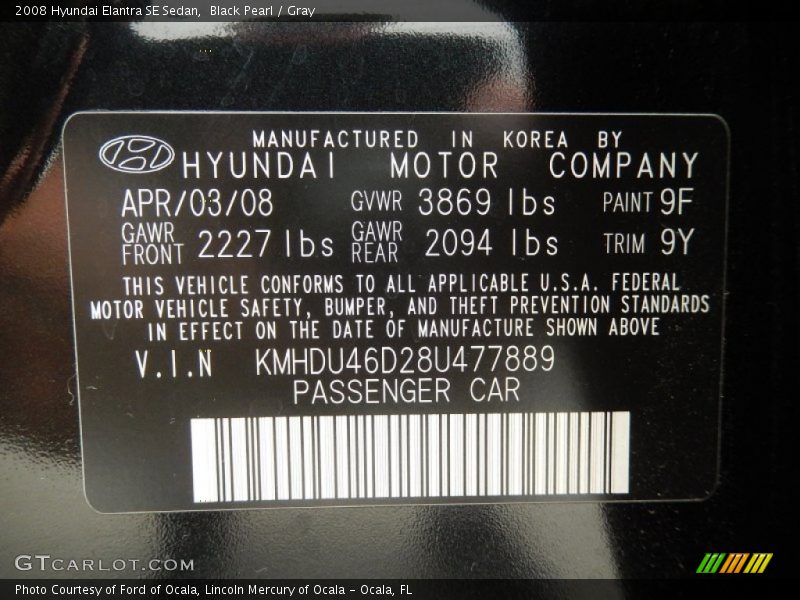 2008 Hyundai Elantra SE Sedan,  Black Pearl / Gray
MANUFACTURED IN KOREA BY
HYUNDAI MOTOR COMPANY
APR/03/08 GVWR 3869 lbs PAINT 9F
GAWR FRONT 2227 lbs GAWR REAR 2094 lbs TRIM 9Y
THIS VEHICLE CONFORMS TO ALL APPLICABLE U.S.A. FEDERAL
MOTOR VEHICLE SAFETY, BUMPER, AND THEFT PREVENTION STANDARDS
IN EFFECT ON THE DATE OF MANUFACTURE SHOWN ABOVE
V.I.N KMHDU46D28U477889
PASSENGER CAR
GTCARLOT.COM
Photo Courtesy of Ford of Ocala, Lincoln Mercury of Ocala - Ocala, FL